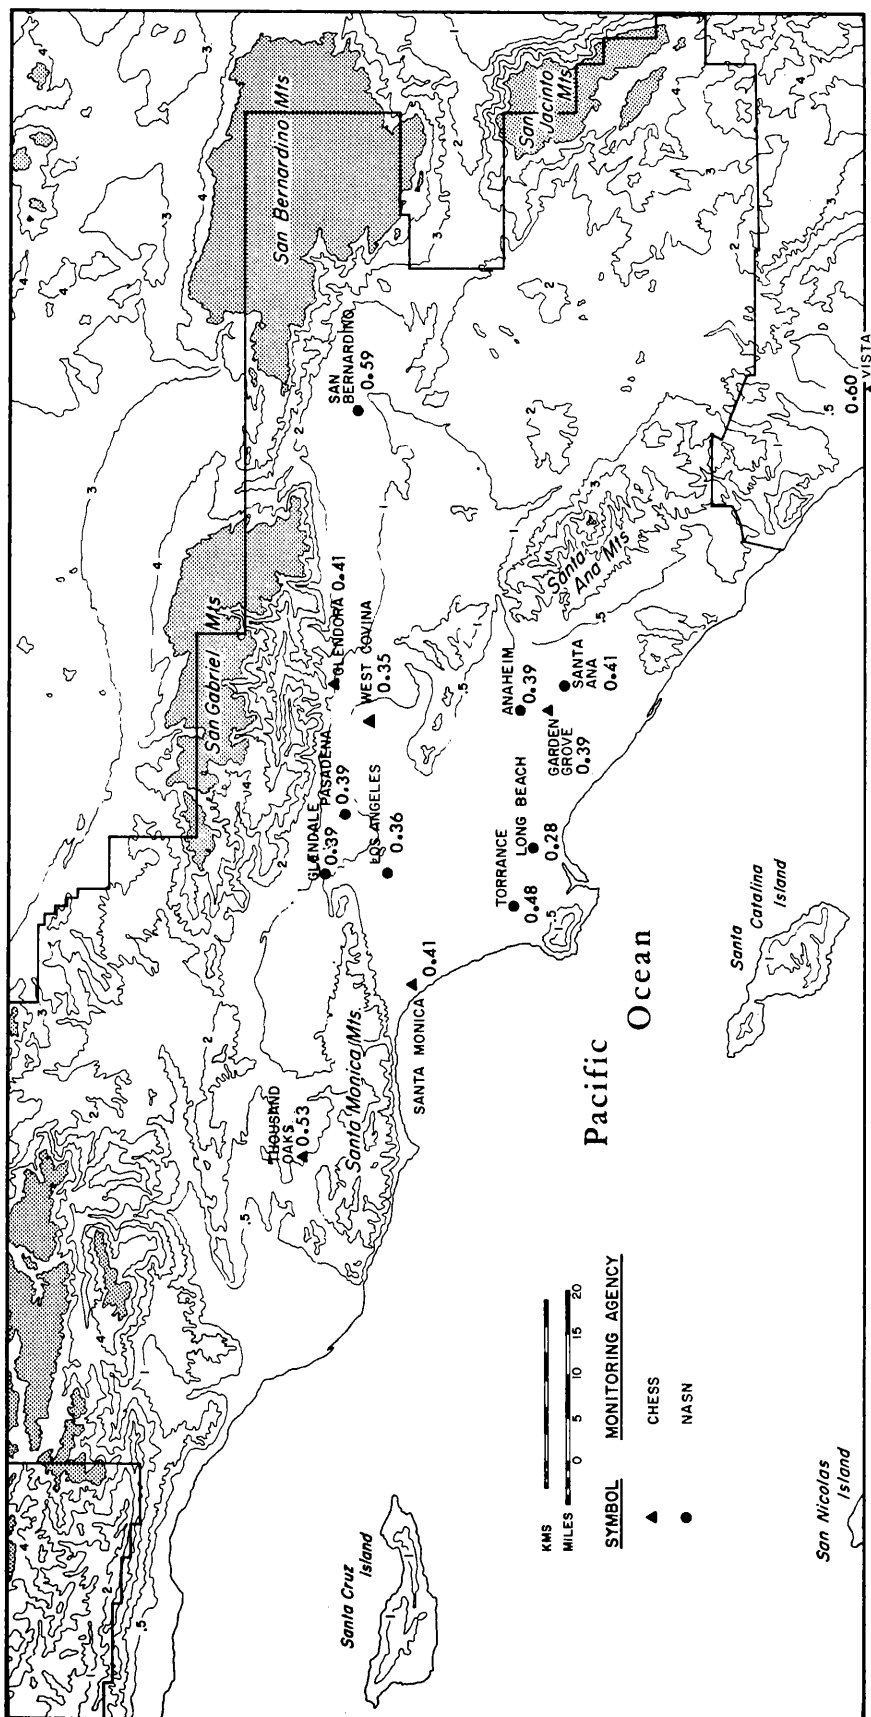 San Bernardino Mts
San Jacinto
Mts
San Gabriel Mts
SAN
BERNARDINO
0.59
GLENDORA 0.41
WEST COVINA
0.35
PASADENA
0.39
GLENDALE
0.39
LOS ANGELES
0.36
Santa
Ana Mts
ANAHEIM
0.39
SANTA
ANA
0.41
GARDEN
GROVE
0.39
LONG BEACH
0.28
TORRANCE
0.48
0.60
VISTA
SANTA MONICA
0.41
THOUSAND
OAKS
0.53
Santa Monica Mts.
Pacific
Ocean
Santa
Catalina
Island
Santa Cruz
Island
San Nicolas
Island
KMS
MILES
0 5 10 15 20
SYMBOL MONITORING AGENCY
▲ CHESS
● NASN